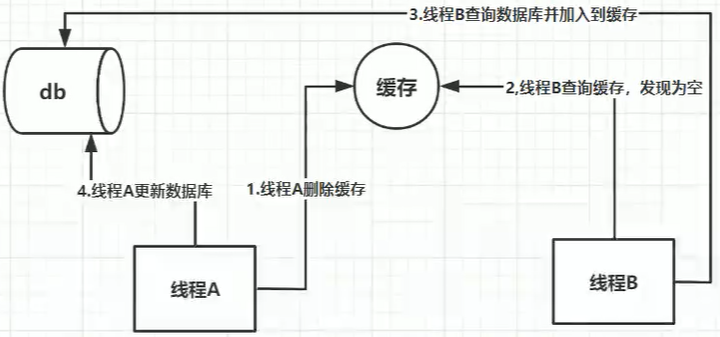 3.线程B查询数据库并加入到缓存
db
缓存
2,线程B查询缓存，发现为空
4.线程A更新数据库
1.线程A删除缓存
线程A
线程B